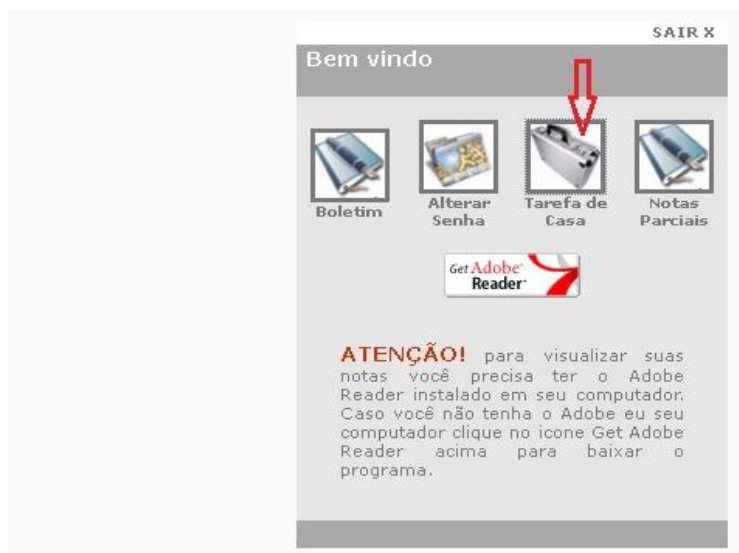 SAIR X
Bem vindo
Boletim
Alterar
Senha
Tarefa de
Casa
Notas
Parciais
Get Adobe
Reader
ATENÇÃO! para visualizar suas
notas você precisa ter o Adobe
Reader instalado em seu computador.
Caso você não tenha o Adobe eu seu
computador clique no icone Get Adobe
Reader acima para baixar o
programa.